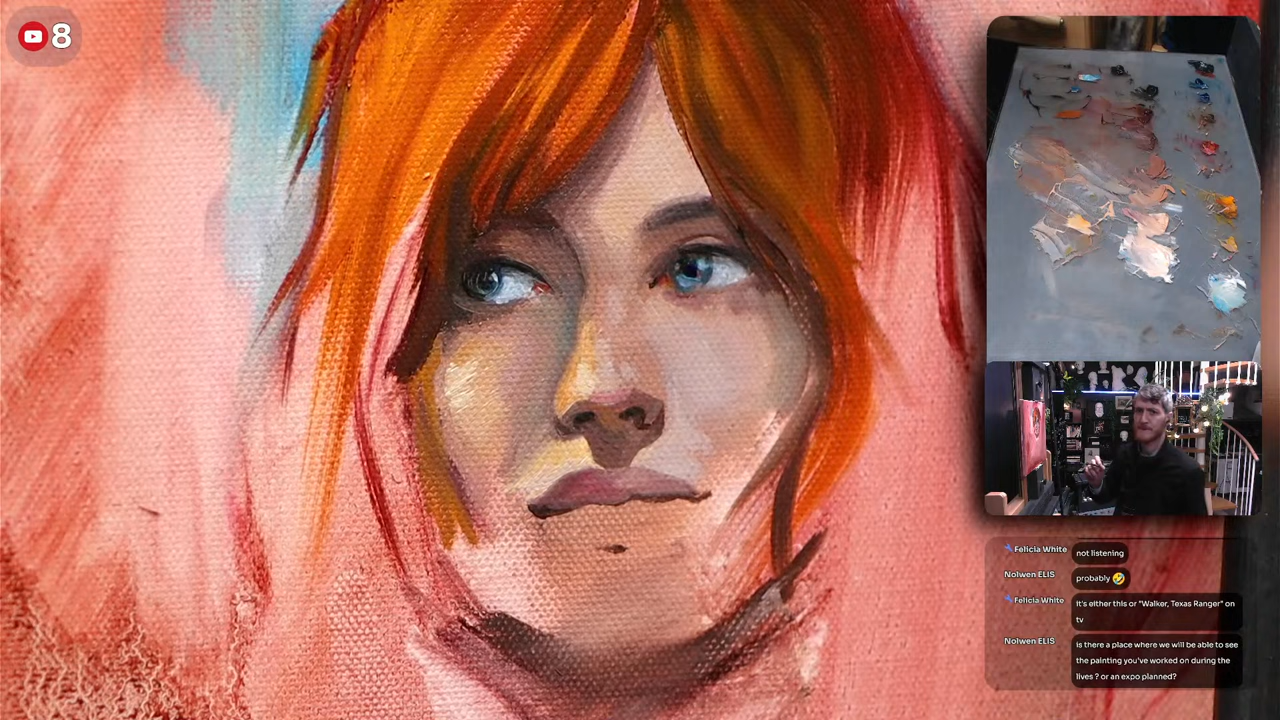 8
Felicia White
not listening
Nolwen ELIS
probably 🤣
Felicia White
it's either this or "Walker, Texas Ranger" on
tv
Nolwen ELIS
is there a place where we will be able to see
the painting you've worked on during the
lives ? or an expo planned?